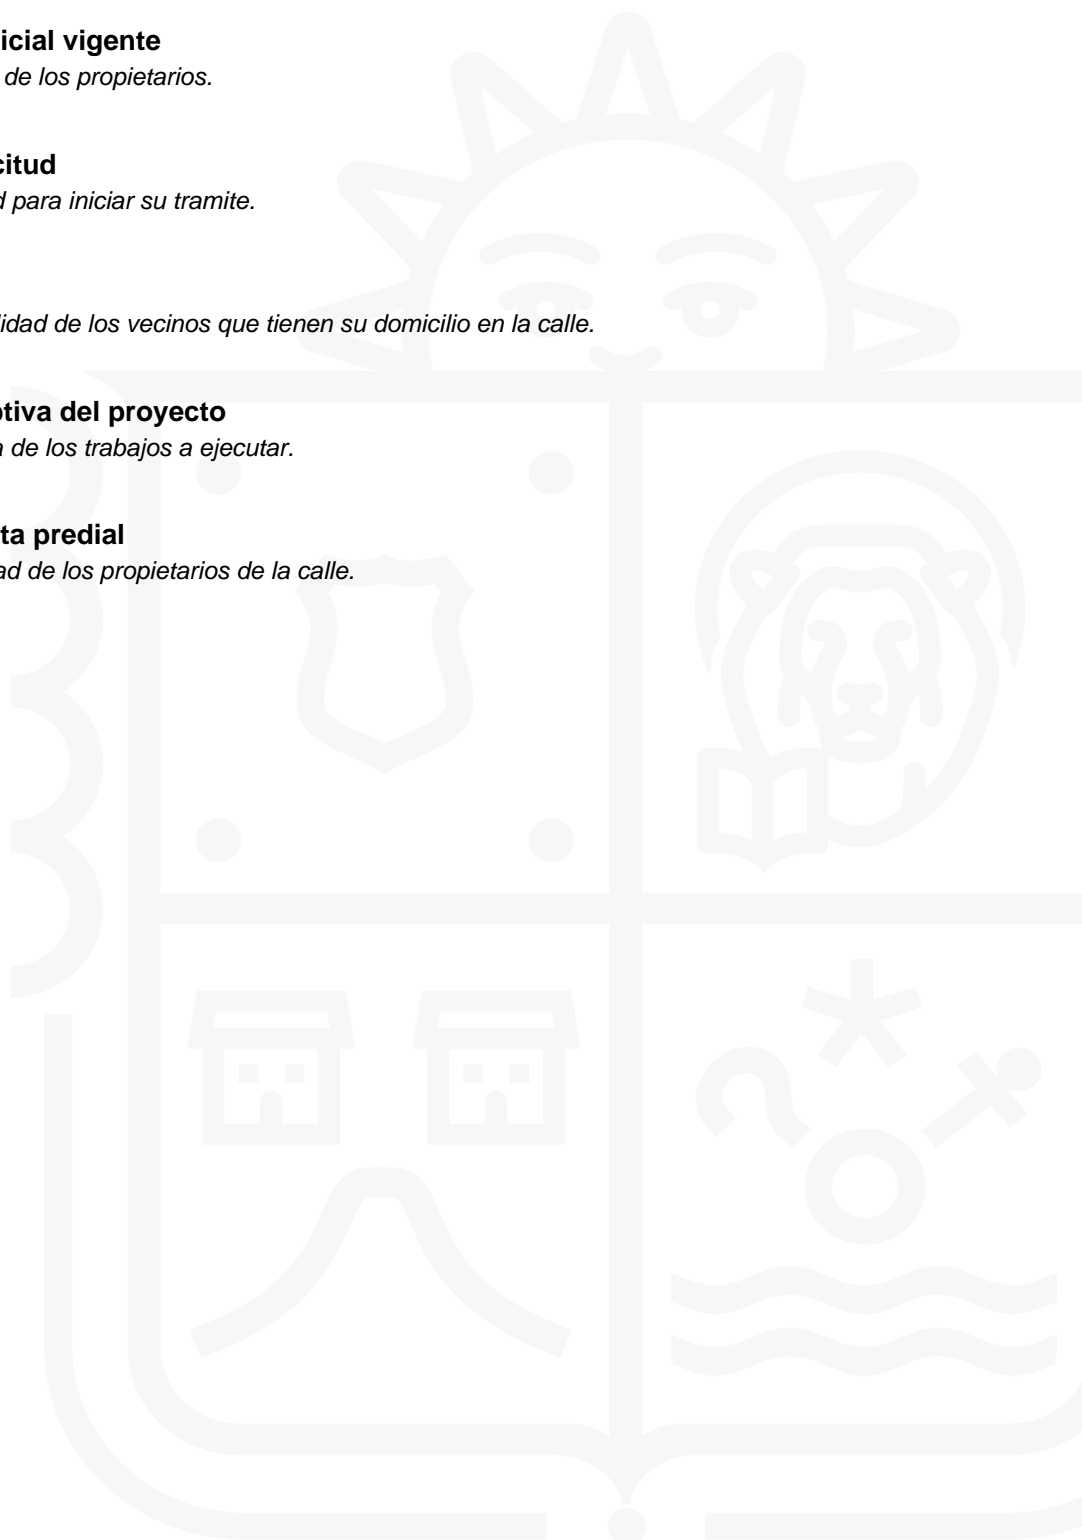 icial vigente
de los propietarios.
citud
d para iniciar su tramite.
lidad de los vecinos que tienen su domicilio en la calle.
ptiva del proyecto
a de los trabajos a ejecutar.
ta predial
ad de los propietarios de la calle.